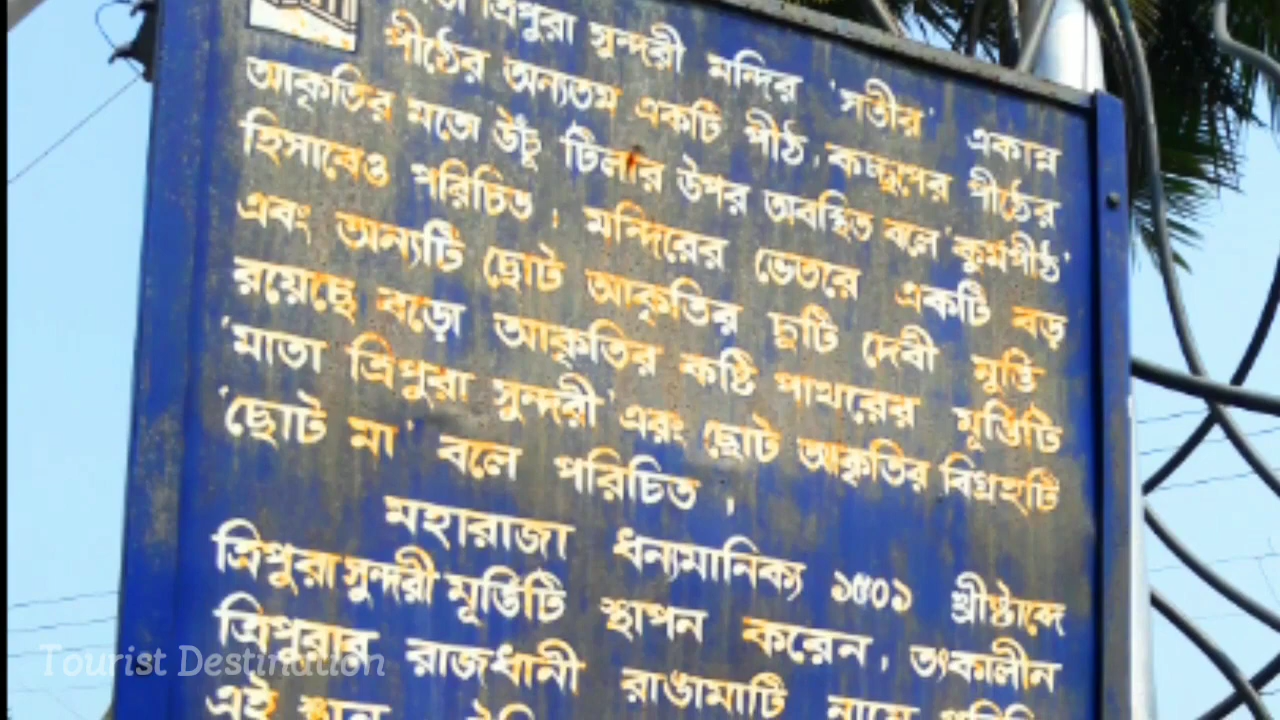 ত্রিপুরা সুন্দরী মন্দির 'সতীর' একান্ন
পীঠের অন্যতম একটি পীঠ, কচ্ছপের পীঠের
আকৃতির মতো উঁচু টিলার উপর অবস্থিত বলে 'কুর্মপীঠ'
হিসাবেও পরিচিত, মন্দিরের ভেতরে একটি বড়
এবং অন্যটি ছোট আকৃতির দুটি দেবী মূর্ত্তি
রয়েছে বড়ো আকৃতির কষ্টি পাথরের মূর্ত্তিটি
'মাতা ত্রিপুরা সুন্দরী' এবং ছোট আকৃতির বিগ্রহটি
'ছোট মা' বলে পরিচিত,
মহারাজা ধন্যমানিক্য ১৫০১ খ্রীষ্টাব্দে
ত্রিপুরা সুন্দরী মূর্ত্তিটি স্থাপন করেন, তৎকালীন
ত্রিপুরার রাজধানী রাঙামাটি নামে
এই স্থান
Tourist Destination